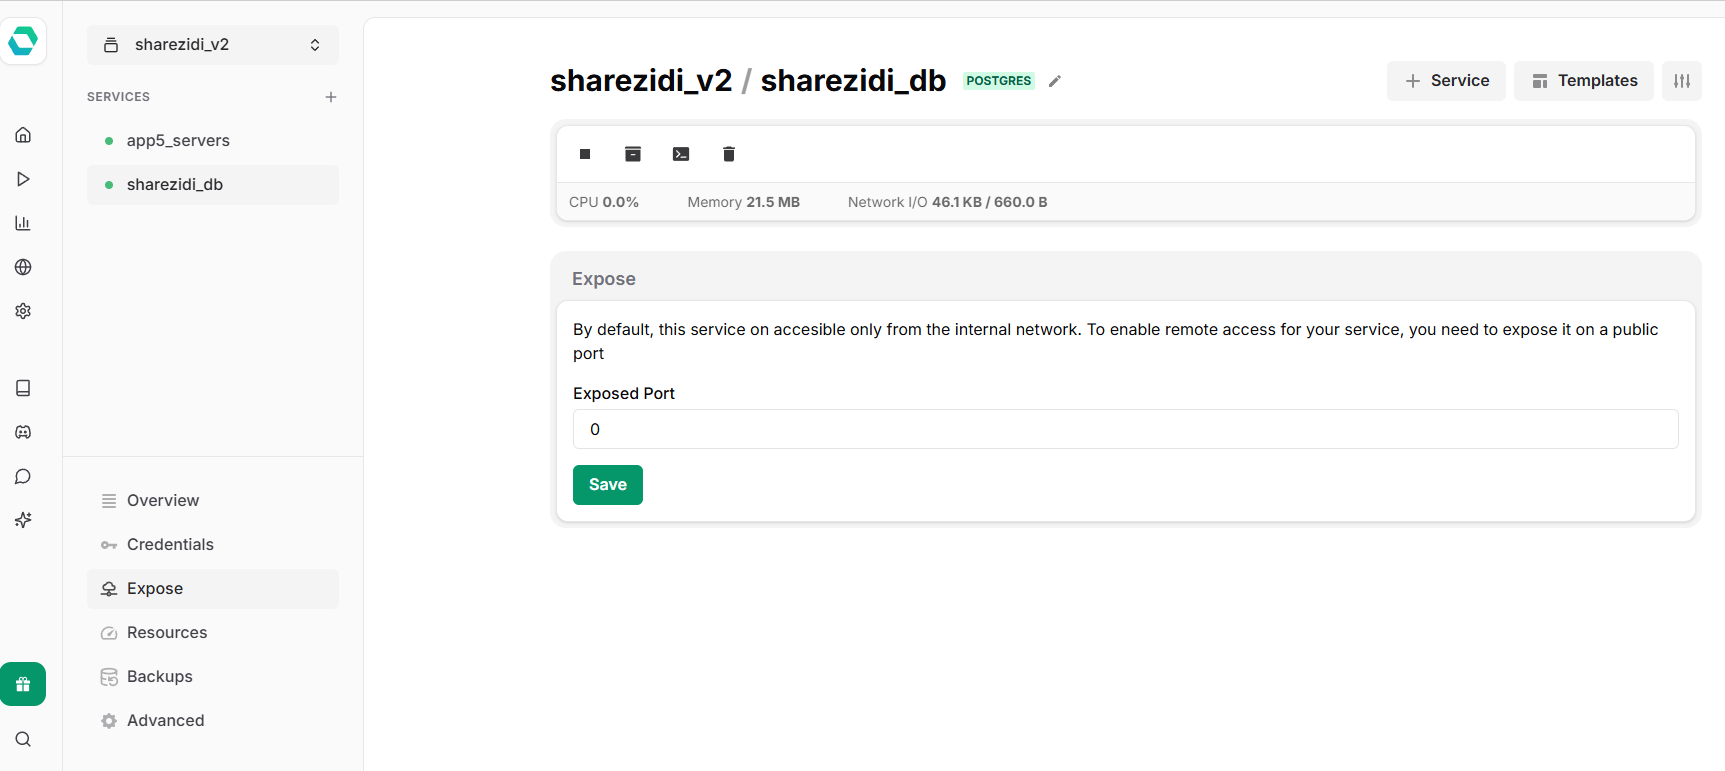 sharezidi_v2
SERVICES
app5_servers
sharezidi_db
Overview
Credentials
Expose
Resources
Backups
Advanced
sharezidi_v2 / sharezidi_db POSTGRES
Service
Templates
CPU 0.0% Memory 21.5 MB Network I/O 46.1 KB / 660.0 B
Expose
By default, this service on accesible only from the internal network. To enable remote access for your service, you need to expose it on a public
port
Exposed Port
0
Save